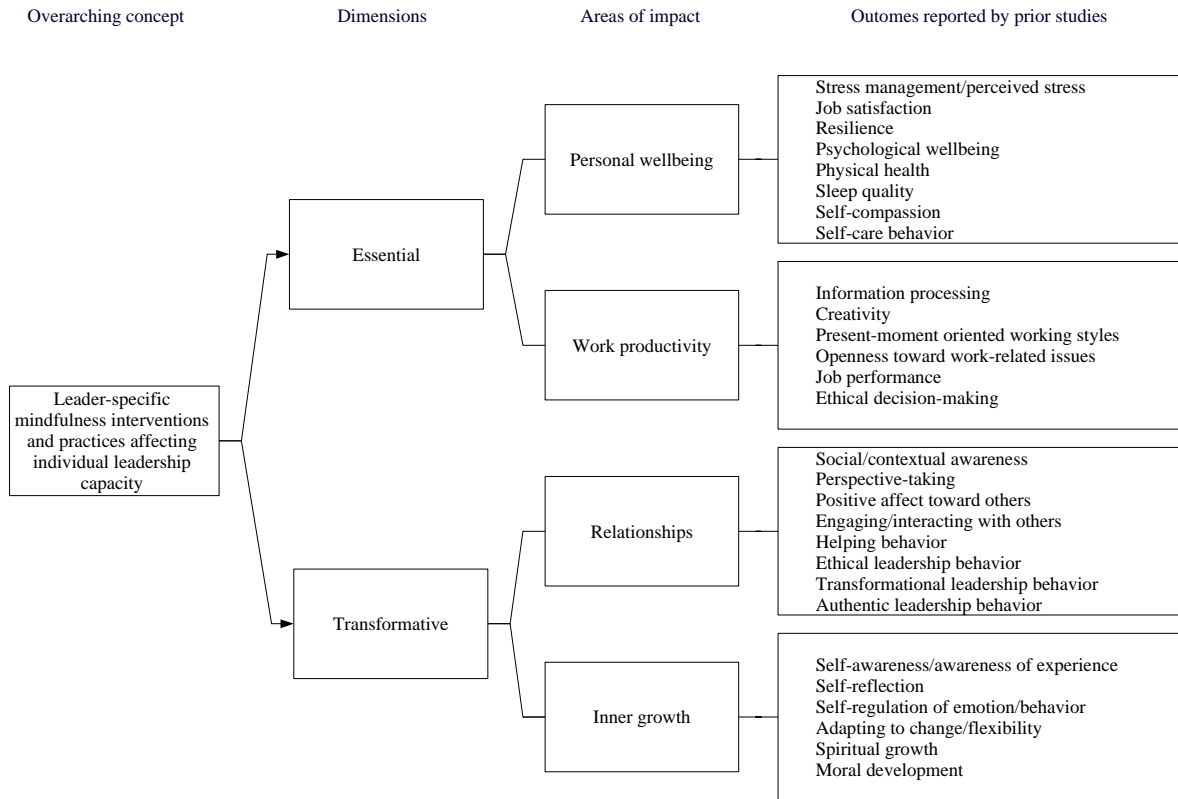 Overarching concept
Dimensions
Areas of impact
Outcomes reported by prior studies
Leader-specific
mindfulness interventions
and practices affecting
individual leadership
capacity
Essential
Personal wellbeing
Stress management/perceived stress
Job satisfaction
Resilience
Psychological wellbeing
Physical health
Sleep quality
Self-compassion
Self-care behavior
Work productivity
Information processing
Creativity
Present-moment oriented working styles
Openness toward work-related issues
Job performance
Ethical decision-making
Transformative
Relationships
Social/contextual awareness
Perspective-taking
Positive affect toward others
Engaging/interacting with others
Helping behavior
Ethical leadership behavior
Transformational leadership behavior
Authentic leadership behavior
Inner growth
Self-awareness/awareness of experience
Self-reflection
Self-regulation of emotion/behavior
Adapting to change/flexibility
Spiritual growth
Moral development